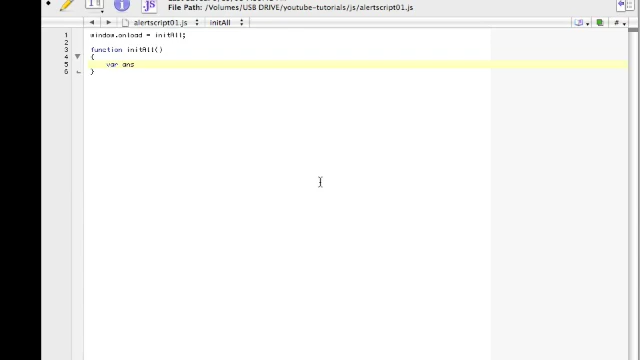 File Path: /Volumes/USB DRIVE/youtube-tutorials/js/alertscript01.js
alertscript01.js initAll
1 window.onload = initAll;
2
3 function initAll()
4 {
5 var ans
6 }